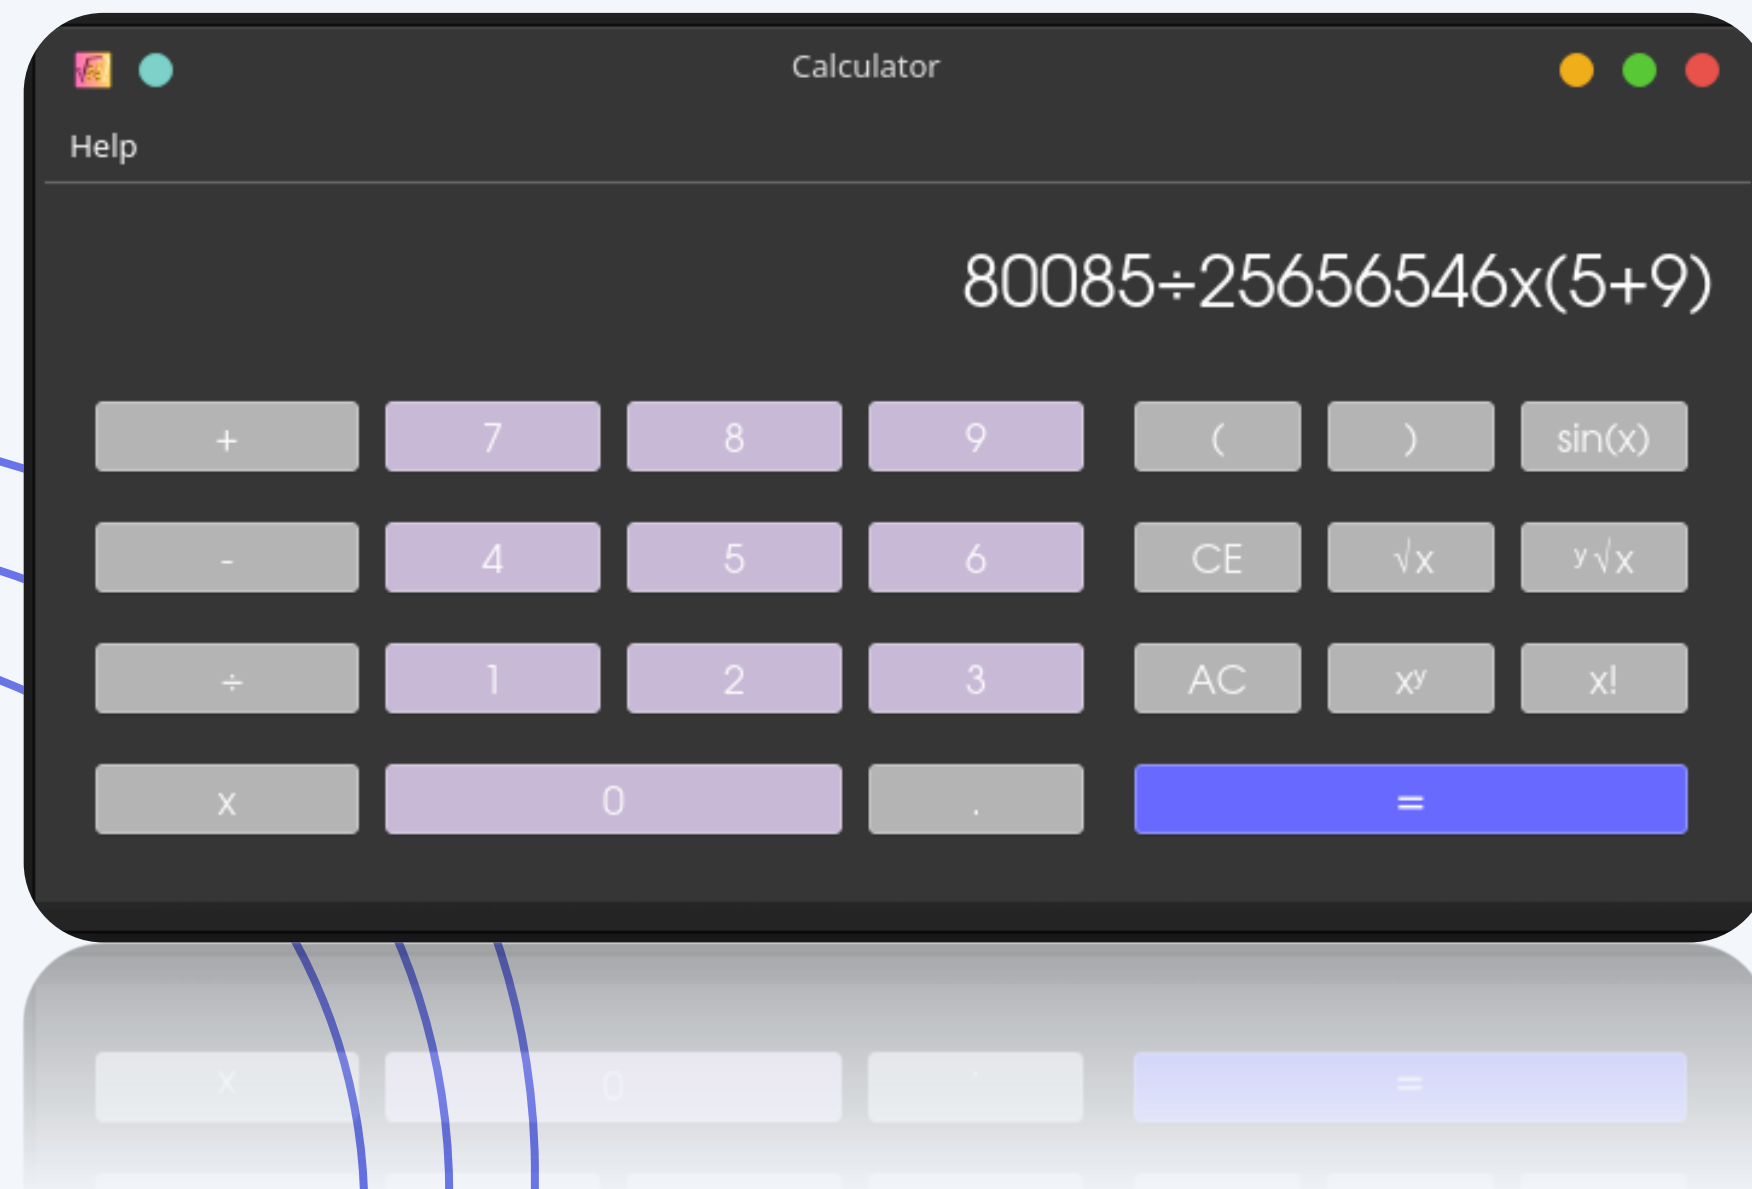 Calculator
Help
80085÷25656546x(5+9)
+ 7 8 9 ( ) sin(x)
- 4 5 6 CE √x ʸ√x
÷ 1 2 3 AC xʸ x!
x 0 . =
x 0 . =